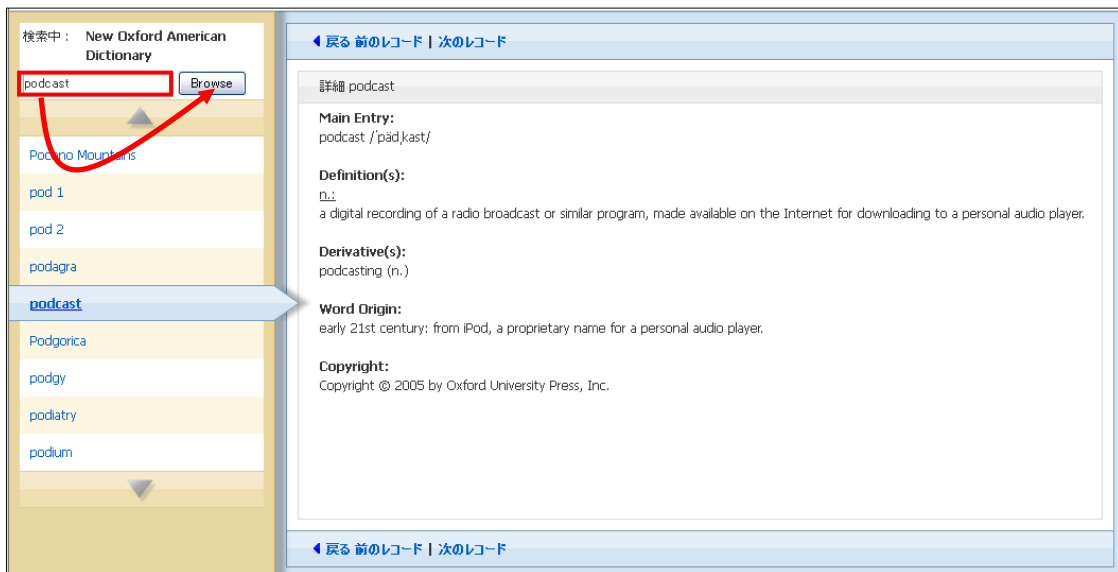 検索中： New Oxford American
Dictionary
podcast Browse
Pocono Mountains
pod 1
pod 2
podagra
podcast
Podgorica
podgy
podiatry
podium
戻る 前のレコード | 次のレコード
詳細 podcast
Main Entry:
podcast /ˈpädˌkast/
Definition(s):
n.:
a digital recording of a radio broadcast or similar program, made available on the Internet for downloading to a personal audio player.
Derivative(s):
podcasting (n.)
Word Origin:
early 21st century: from iPod, a proprietary name for a personal audio player.
Copyright:
Copyright © 2005 by Oxford University Press, Inc.
戻る 前のレコード | 次のレコード